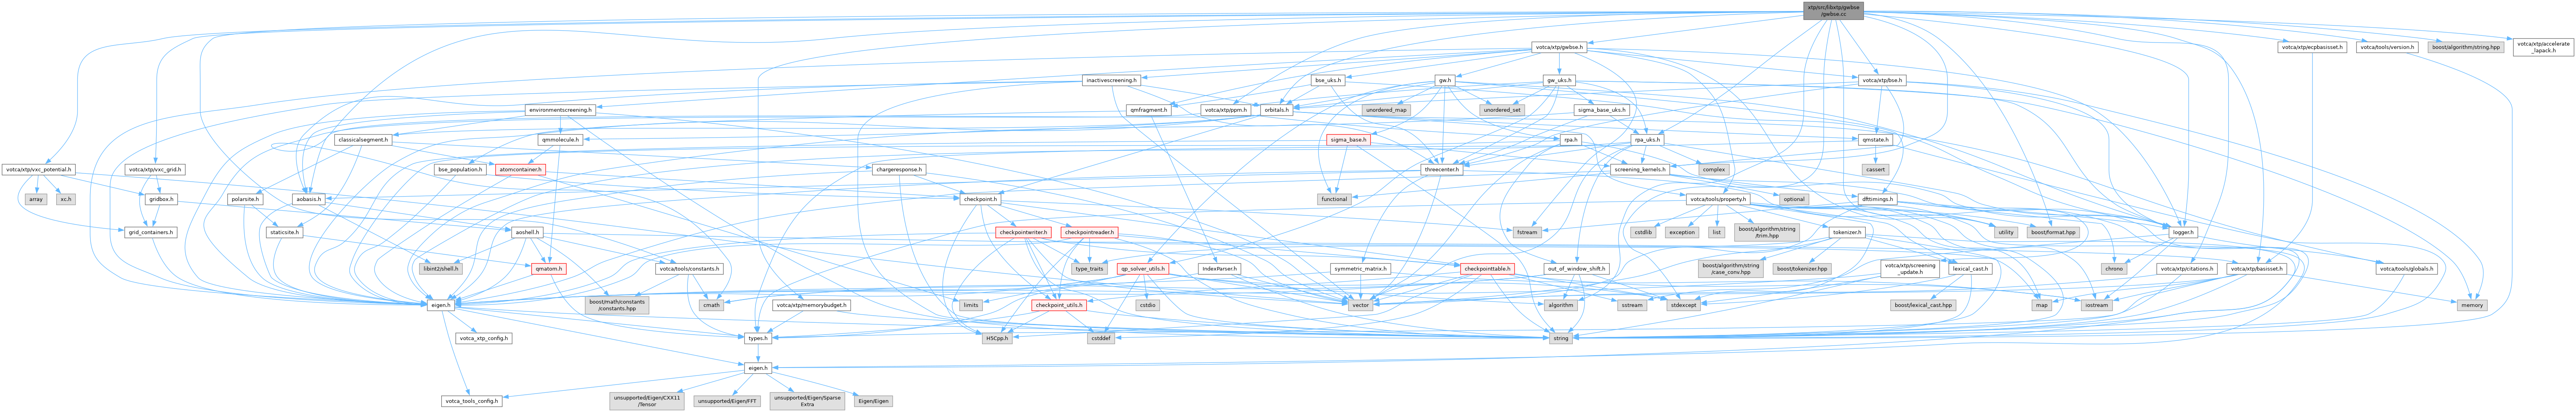 xtp/src/libxtp/gwbse
/gwbse.cc
votca/xtp/gwbse.h
votca/xtp/ecpbasisset.h
votca/tools/version.h
boost/algorithm/string.hpp
votca/xtp/accelerate
_lapack.h
inactivescreening.h
bse_uks.h
gw.h
gw_uks.h
votca/xtp/bse.h
environmentscreening.h
qmfragment.h
votca/xtp/ppm.h
orbitals.h
unordered_map
unordered_set
sigma_base_uks.h
classicalsegment.h
qmmolecule.h
sigma_base.h
rpa.h
rpa_uks.h
qmstate.h
votca/xtp/vxc_potential.h
votca/xtp/vxc_grid.h
bse_population.h
atomcontainer.h
chargeresponse.h
threecenter.h
screening_kernels.h
complex
cassert
array
xc.h
gridbox.h
polarsite.h
aobasis.h
checkpoint.h
functional
votca/tools/property.h
optional
dfttimings.h
grid_containers.h
staticsite.h
aoshell.h
checkpointwriter.h
checkpointreader.h
fstream
cstdlib
exception
list
boost/algorithm/string
/trim.hpp
tokenizer.h
utility
boost/format.hpp
logger.h
libint2/shell.h
qmatom.h
votca/tools/constants.h
type_traits
qp_solver_utils.h
IndexParser.h
symmetric_matrix.h
checkpointtable.h
out_of_window_shift.h
boost/algorithm/string
/case_conv.hpp
boost/tokenizer.hpp
votca/xtp/screening
_update.h
lexical_cast.h
chrono
votca/xtp/citations.h
votca/xtp/basisset.h
votca/tools/globals.h
eigen.h
boost/math/constants
/constants.hpp
cmath
votca/xtp/memorybudget.h
limits
checkpoint_utils.h
cstdio
vector
algorithm
sstream
stdexcept
boost/lexical_cast.hpp
map
iostream
memory
votca_xtp_config.h
types.h
H5Cpp.h
cstddef
string
eigen.h
votca_tools_config.h
unsupported/Eigen/CXX11
/Tensor
unsupported/Eigen/FFT
unsupported/Eigen/Sparse
Extra
Eigen/Eigen